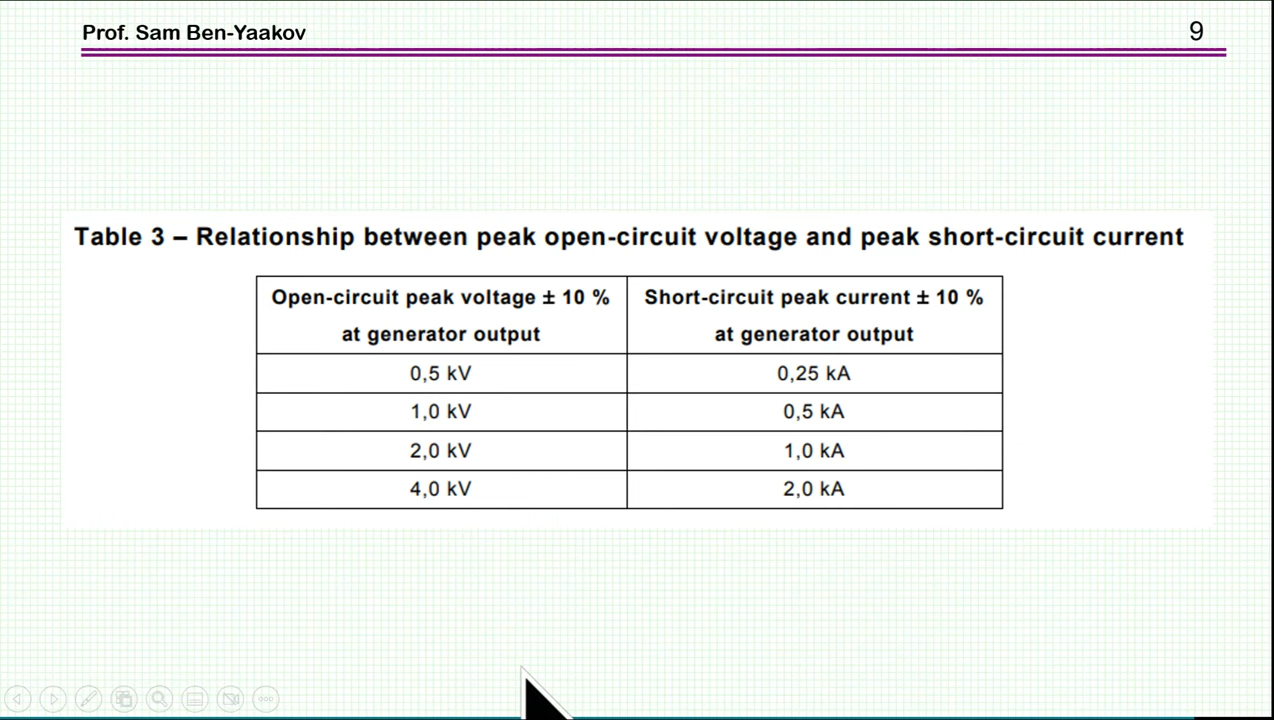 Prof. Sam Ben-Yaakov
9
Table 3 – Relationship between peak open-circuit voltage and peak short-circuit current
Open-circuit peak voltage ± 10 %
at generator output
Short-circuit peak current ± 10 %
at generator output
0,5 kV 0,25 kA
1,0 kV 0,5 kA
2,0 kV 1,0 kA
4,0 kV 2,0 kA